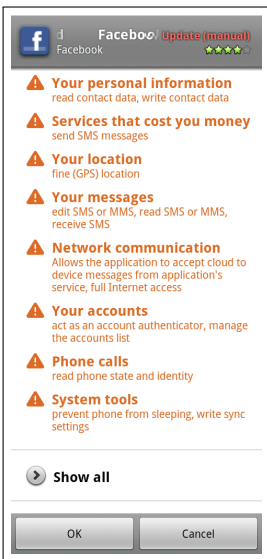 d Facebo Update (manual)
Facebook
Your personal information
read contact data, write contact data
Services that cost you money
send SMS messages
Your location
fine (GPS) location
Your messages
edit SMS or MMS, read SMS or MMS,
receive SMS
Network communication
Allows the application to accept cloud to
device messages from application's
service, full Internet access
Your accounts
act as an account authenticator, manage
the accounts list
Phone calls
read phone state and identity
System tools
prevent phone from sleeping, write sync
settings
Show all
OK Cancel